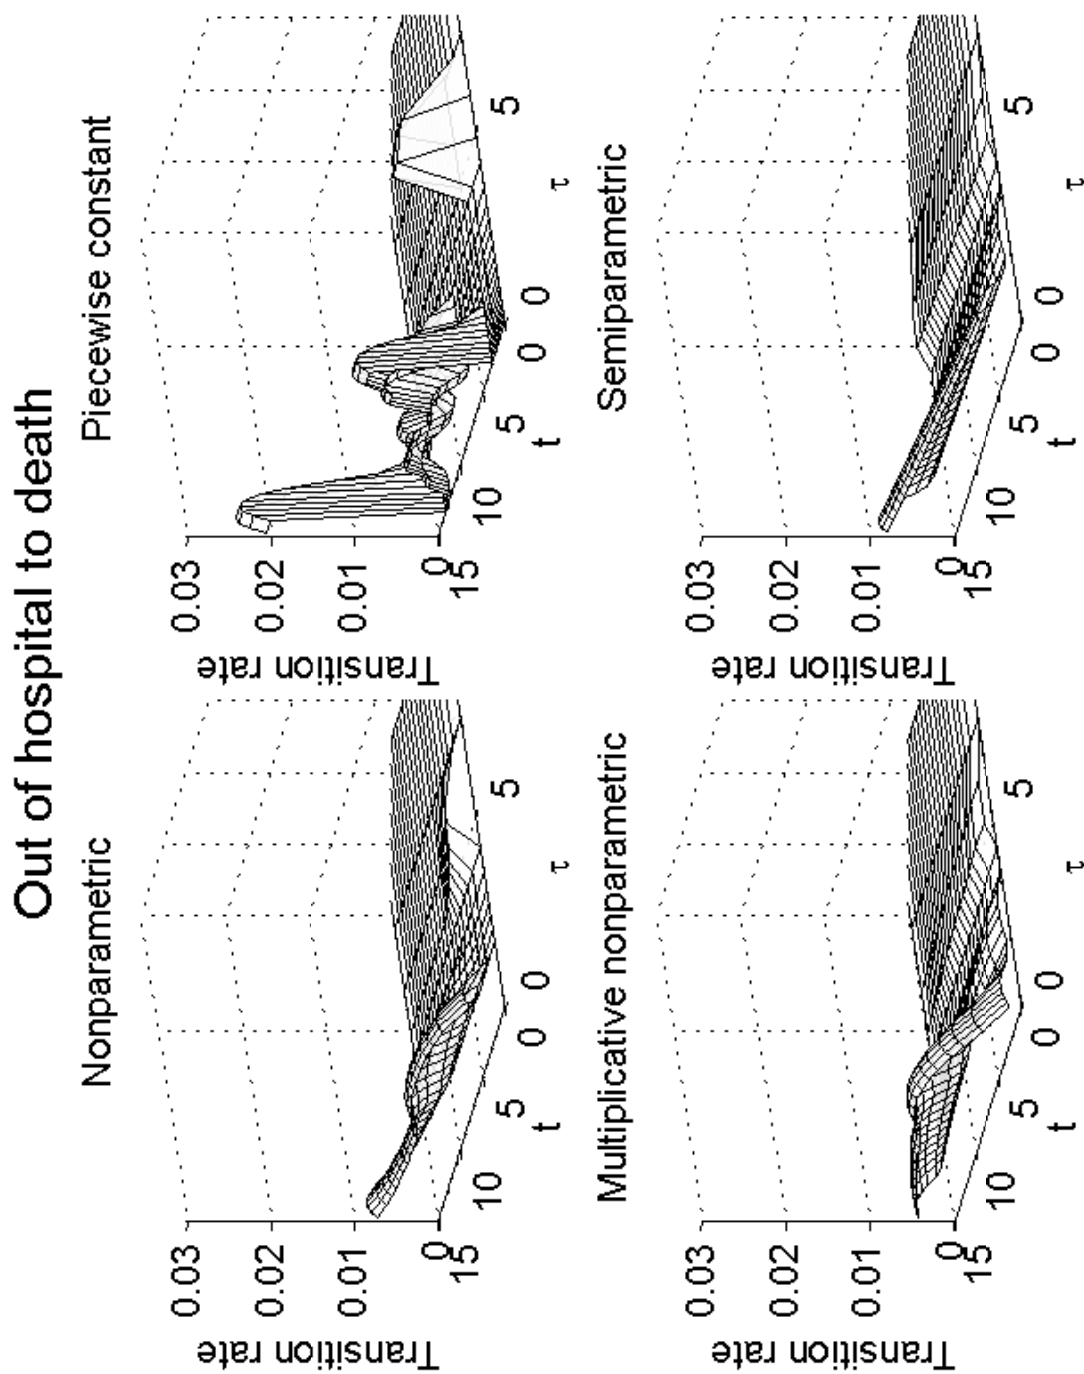 Out of hospital to death
Nonparametric
Transition rate
0.03
0.02
0.01
0
15
10
5
0
t
0
5
τ
Piecewise constant
Transition rate
0.03
0.02
0.01
0
15
10
5
0
t
0
5
τ
Multiplicative nonparametric
Transition rate
0.03
0.02
0.01
0
15
10
5
0
t
0
5
τ
Semiparametric
Transition rate
0.03
0.02
0.01
0
15
10
5
0
t
0
5
τ